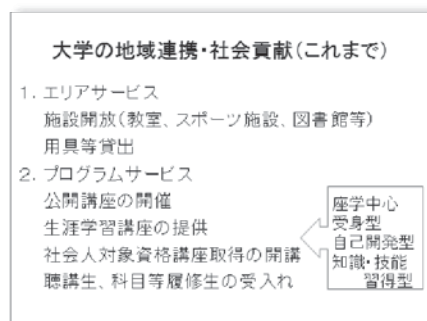 大学の地域連携・社会貢献(これまで)
1. エリアサービス
施設開放(教室、スポーツ施設、図書館等)
用具等貸出
2. プログラムサービス
公開講座の開催
生涯学習講座の提供
社会人対象資格講座取得の開講
聴講生、科目等履修生の受入れ
座学中心
受身型
自己開発型
知識・技能
習得型